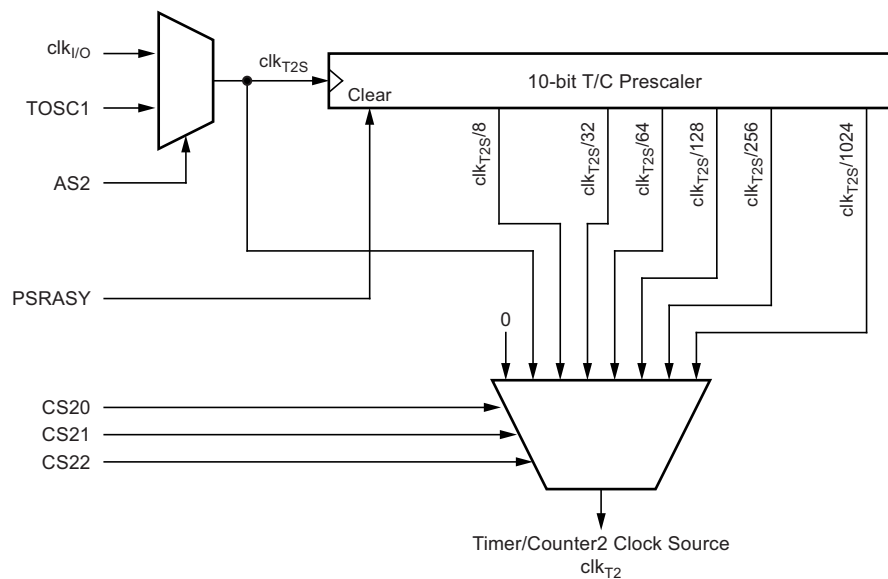 clkI/O
TOSC1
AS2
PSRASY
clkT2S
10-bit T/C Prescaler
Clear
clkT2S/8
clkT2S/32
clkT2S/64
clkT2S/128
clkT2S/256
clkT2S/1024
0
CS20
CS21
CS22
Timer/Counter2 Clock Source
clkT2